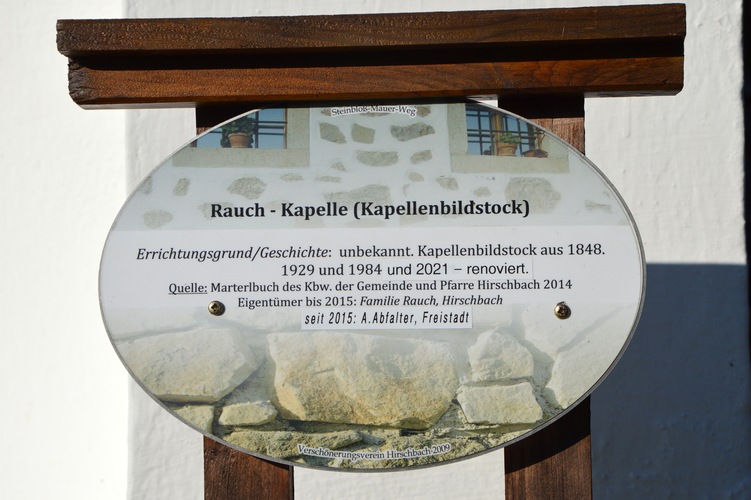 Steinbloß-Mauer-Weg
Rauch - Kapelle (Kapellenbildstock)
Errichtungsgrund/Geschichte: unbekannt. Kapellenbildstock aus 1848.
1929 und 1984 und 2021 – renoviert.
Quelle: Marterlbuch des Kbw. der Gemeinde und Pfarre Hirschbach 2014
Eigentümer bis 2015: Familie Rauch, Hirschbach
seit 2015: A.Abfalter, Freistadt
Verschönerungsverein Hirschbach-2009